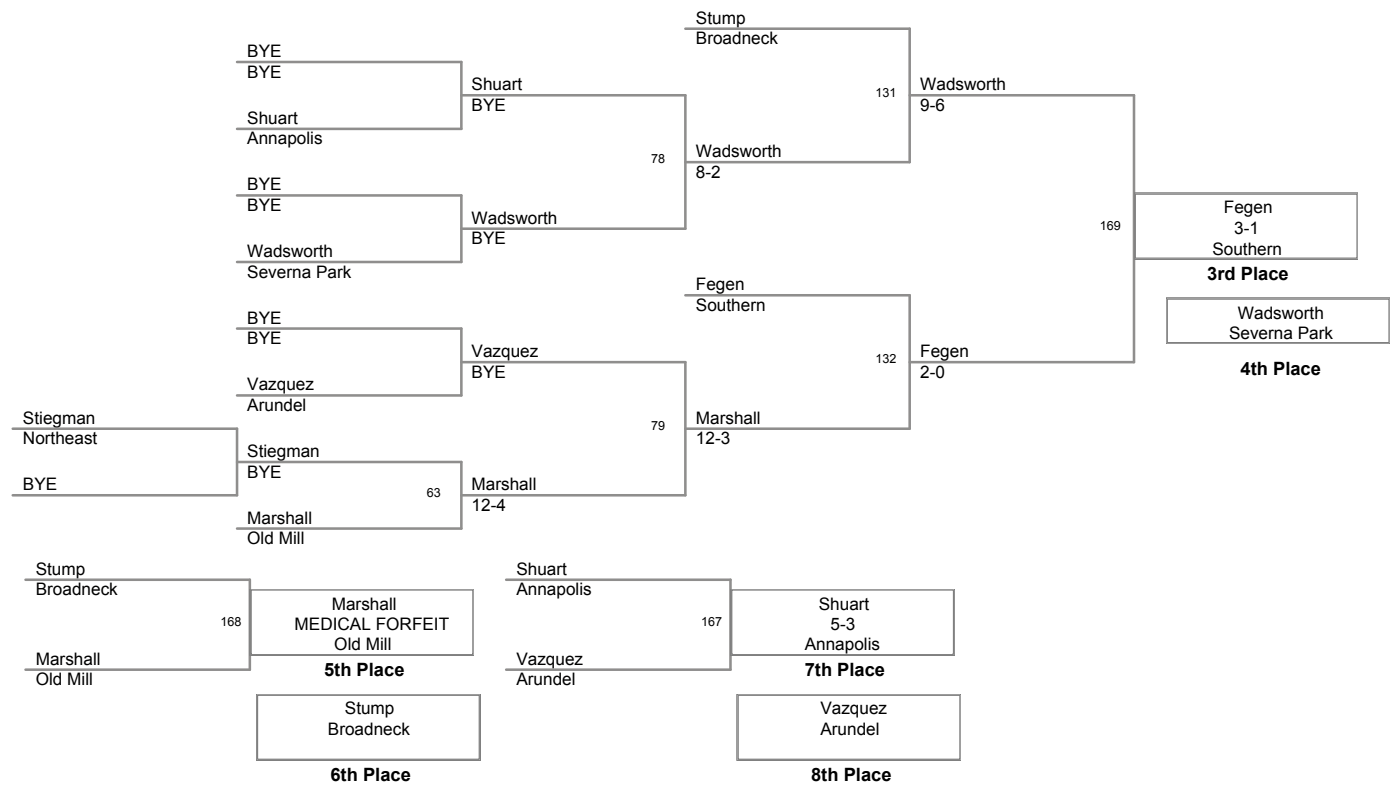 Stump
Broadneck
BYE
BYE
Shuart
BYE
131
Wadsworth
9-6
Shuart
Annapolis
78
Wadsworth
8-2
BYE
BYE
Wadsworth
BYE
169
Fegen
3-1
Southern
3rd Place
Wadsworth
Severna Park
Fegen
Southern
Wadsworth
Severna Park
4th Place
BYE
BYE
Vazquez
BYE
132
Fegen
2-0
Vazquez
Arundel
Stiegman
Northeast
79
Marshall
12-3
Stiegman
BYE
BYE
63
Marshall
12-4
Marshall
Old Mill
Stump
Broadneck
168
Marshall
MEDICAL FORFEIT
Old Mill
5th Place
Marshall
Old Mill
Stump
Broadneck
6th Place
Shuart
Annapolis
167
Shuart
5-3
Annapolis
7th Place
Vazquez
Arundel
Vazquez
Arundel
8th Place